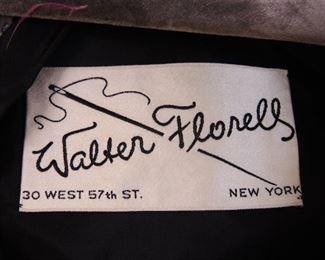 Walter Florell
30 WEST 57th ST. NEW YORK